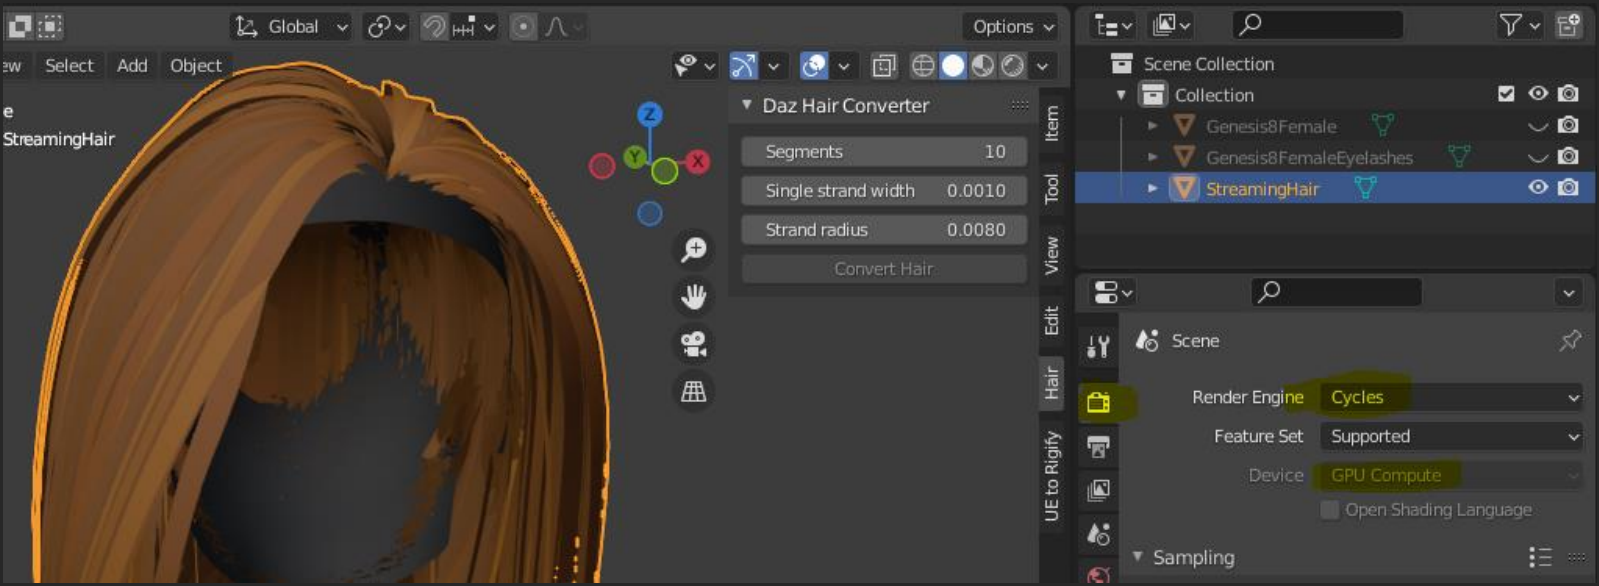 Global
Options
ew Select Add Object
e
StreamingHair
Z
Y
X
Daz Hair Converter
Segments 10
Single strand width 0.0010
Strand radius 0.0080
Convert Hair
Item
Tool
View
Edit
Hair
UE to Rigify
Scene Collection
Collection
Genesis8Female
Genesis8FemaleEyelashes
StreamingHair
Scene
Render Engine Cycles
Feature Set Supported
Device GPU Compute
Open Shading Language
Sampling